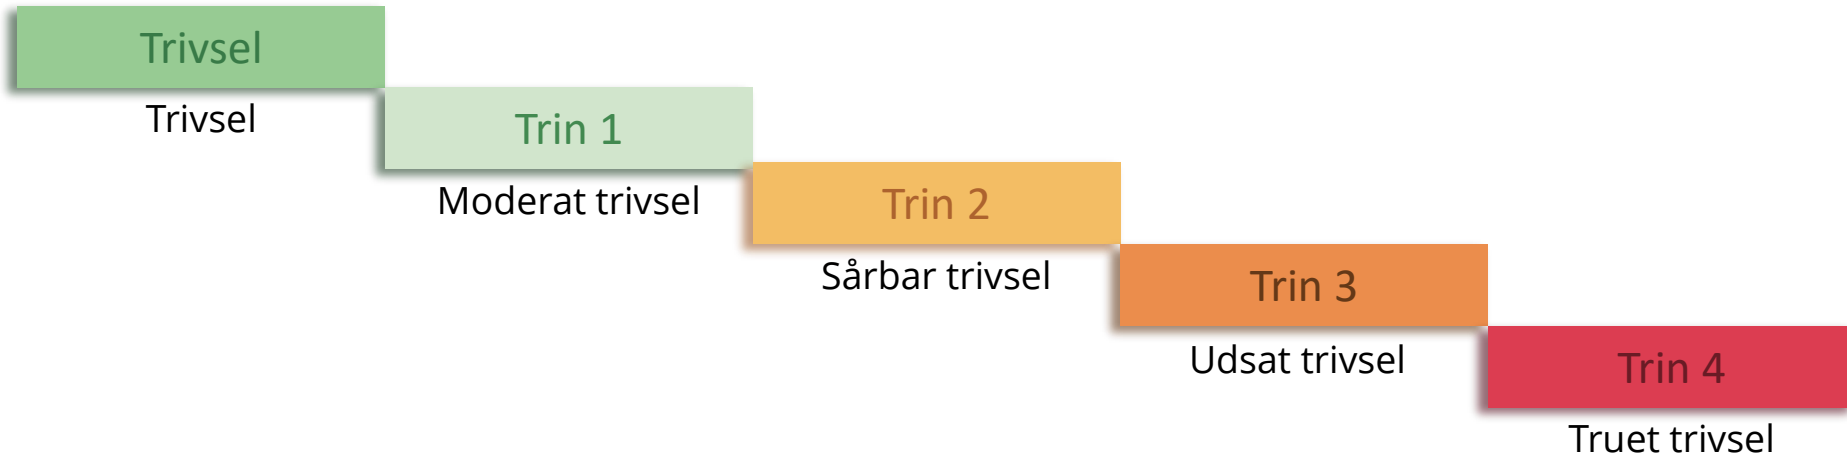 Trivsel
Trivsel
Trin 1
Moderat trivsel
Trin 2
Sårbar trivsel
Trin 3
Udsat trivsel
Trin 4
Truet trivsel